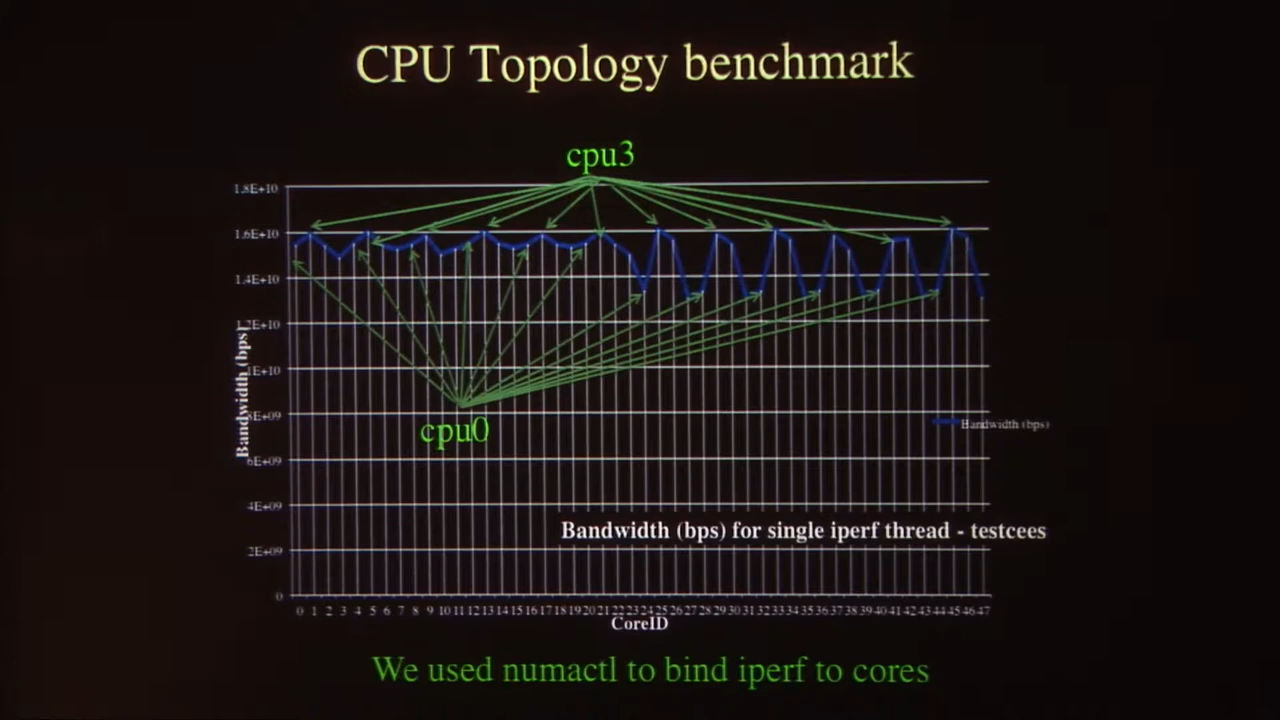 CPU Topology benchmark
cpu3
1.8E+10
1.6E+10
1.4E+10
1.2E+10
1E+10
8E+09
6E+09
4E+09
2E+09
0
Bandwidth (bps)
cpu0
Bandwidth (bps)
Bandwidth (bps) for single iperf thread - testcees
0 1 2 3 4 5 6 7 8 9 10 11 12 13 14 15 16 17 18 19 20 21 22 23 24 25 26 27 28 29 30 31 32 33 34 35 36 37 38 39 40 41 42 43 44 45 46 47
CoreID
We used numactl to bind iperf to cores